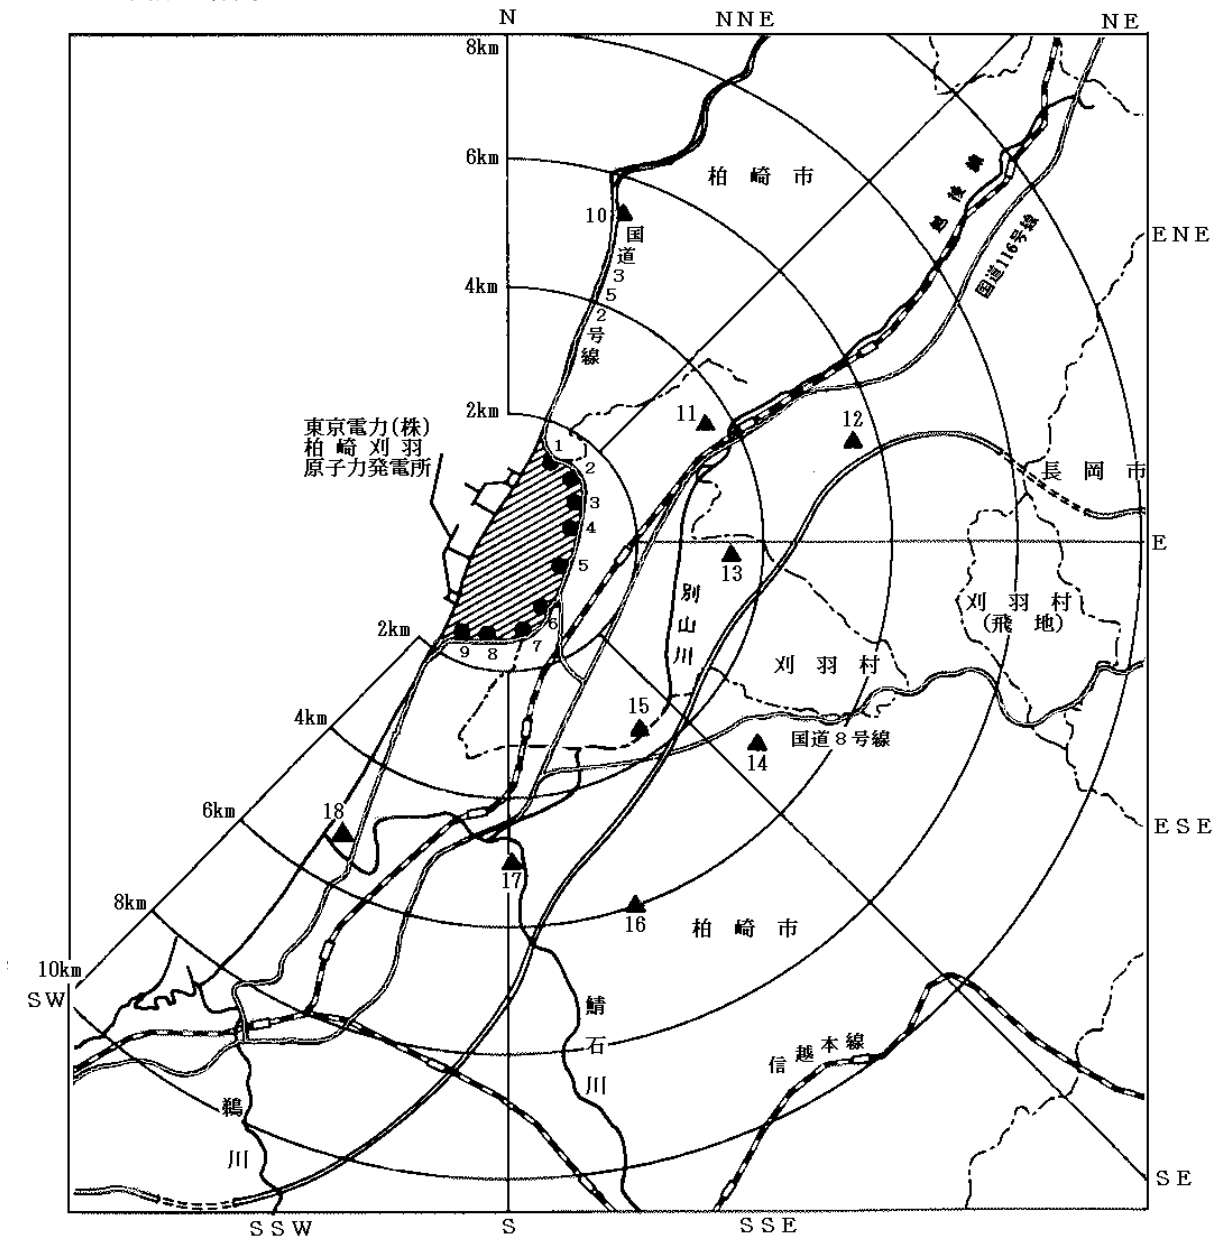 N
NNE
NE
8km
6km
柏崎市
越後線
10
国道352号線
国道116号線
ENE
4km
2km
11
12
東京電力(株)
柏崎刈羽
原子力発電所
1
2
3
4
5
6
7
8
9
長岡市
E
13
別山川
刈羽村
(飛地)
2km
刈羽村
15
4km
国道8号線
14
6km
18
ESE
17
8km
16
柏崎市
10km
SW
鯖石川
信越本線
鵜川
SE
SSW
S
SSE